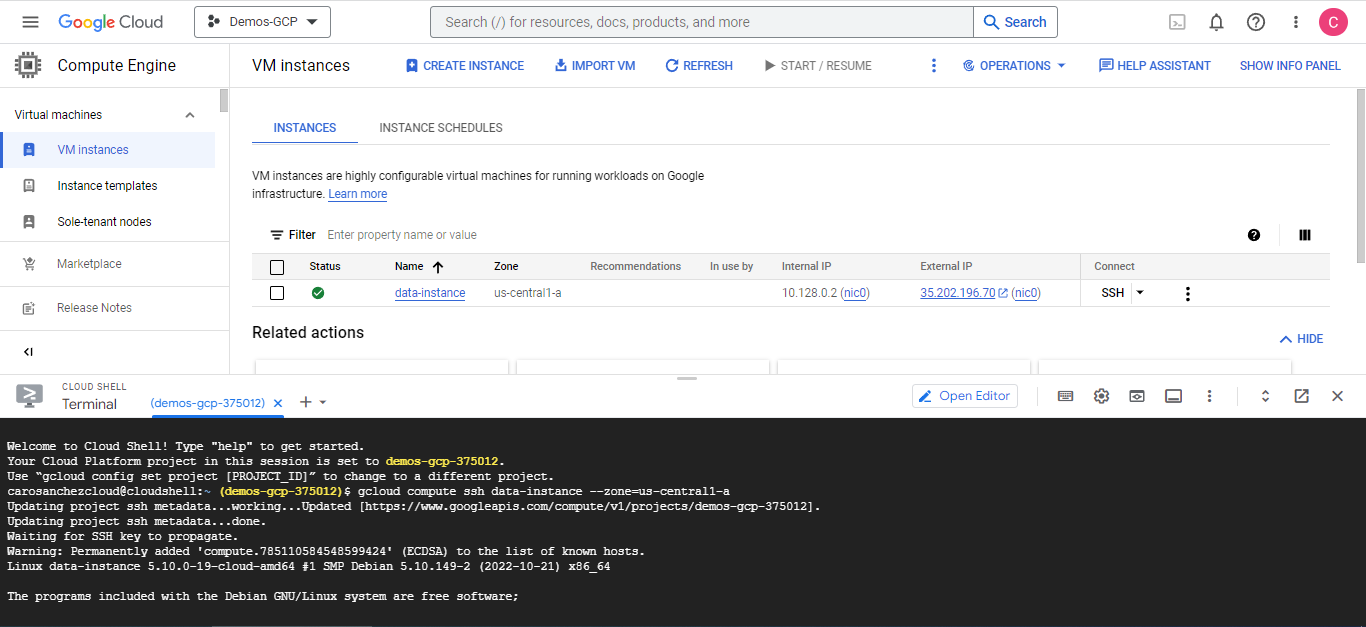 Google Cloud
Demos-GCP
Search (/) for resources, docs, products, and more
Search
C
Compute Engine
VM instances
CREATE INSTANCE
IMPORT VM
REFRESH
START / RESUME
OPERATIONS
HELP ASSISTANT
SHOW INFO PANEL
Virtual machines
VM instances
Instance templates
Sole-tenant nodes
Marketplace
Release Notes
INSTANCES
INSTANCE SCHEDULES
VM instances are highly configurable virtual machines for running workloads on Google
infrastructure. Learn more
Filter Enter property name or value
Status Name Zone Recommendations In use by Internal IP External IP Connect
data-instance us-central1-a 10.128.0.2 (nic0) 35.202.196.70 (nic0) SSH
Related actions
HIDE
CLOUD SHELL
Terminal
(demos-gcp-375012)
Open Editor
Welcome to Cloud Shell! Type "help" to get started.
Your Cloud Platform project in this session is set to demos-gcp-375012.
Use “gcloud config set project [PROJECT_ID]” to change to a different project.
carosanchezcloud@cloudshell:~ (demos-gcp-375012)$ gcloud compute ssh data-instance --zone=us-central1-a
Updating project ssh metadata...working...Updated [https://www.googleapis.com/compute/v1/projects/demos-gcp-375012].
Updating project ssh metadata...done.
Waiting for SSH key to propagate.
Warning: Permanently added 'compute.785110584548599424' (ECDSA) to the list of known hosts.
Linux data-instance 5.10.0-19-cloud-amd64 #1 SMP Debian 5.10.149-2 (2022-10-21) x86_64
The programs included with the Debian GNU/Linux system are free software;